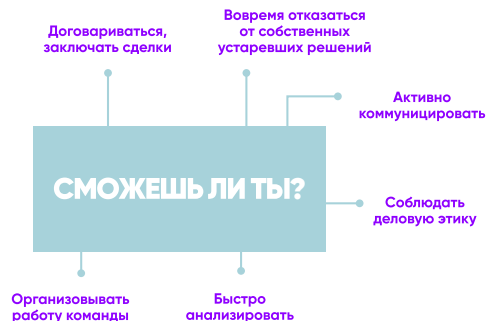 Договариваться,
заключать сделки
Вовремя отказаться
от собственных
устаревших решений
Активно
коммуницировать
СМОЖЕШЬ ЛИ ТЫ?
Соблюдать
деловую этику
Организовывать
работу команды
Быстро
анализировать